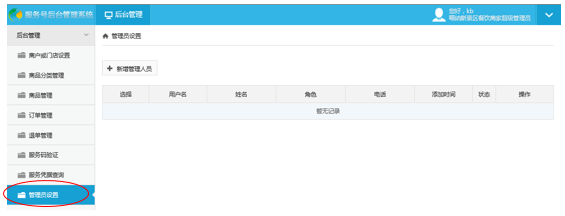 服务号后台管理系统
后台管理
您好，kb
后台管理
管理员设置
商户或门店设置
商品分类管理
新增管理人员
商品管理
选择 用户名 姓名 角色 电话 添加时间 状态 操作
暂无记录
订单管理
退单管理
服务码验证
服务凭据查询
管理员设置